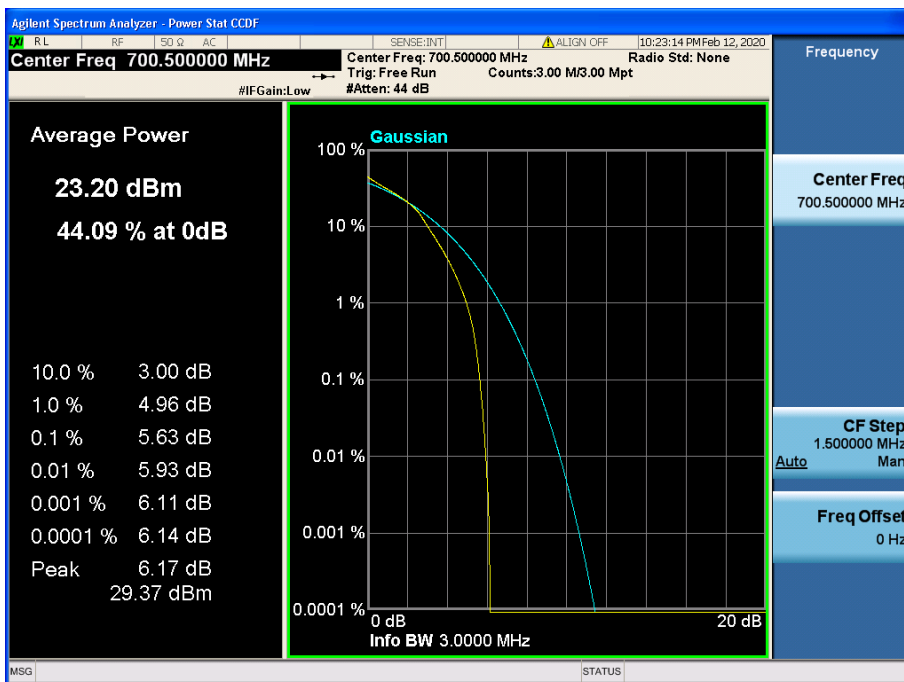 Agilent Spectrum Analyzer - Power Stat CCDF
LXI RL RF 50 Ω AC SENSE:INT ALIGN OFF 10:23:14 PM Feb 12, 2020
Center Freq 700.500000 MHz
Center Freq: 700.500000 MHz Radio Std: None
Trig: Free Run Counts:3.00 M/3.00 Mpt
#IFGain:Low #Atten: 44 dB
Average Power
23.20 dBm
44.09 % at 0dB
10.0 % 3.00 dB
1.0 % 4.96 dB
0.1 % 5.63 dB
0.01 % 5.93 dB
0.001 % 6.11 dB
0.0001 % 6.14 dB
Peak 6.17 dB
29.37 dBm
Gaussian
100 %
10 %
1 %
0.1 %
0.01 %
0.001 %
0.0001 %
0 dB 20 dB
Info BW 3.0000 MHz
Frequency
Center Freq
700.500000 MHz
CF Step
1.500000 MHz
Auto Man
Freq Offset
0 Hz
MSG STATUS